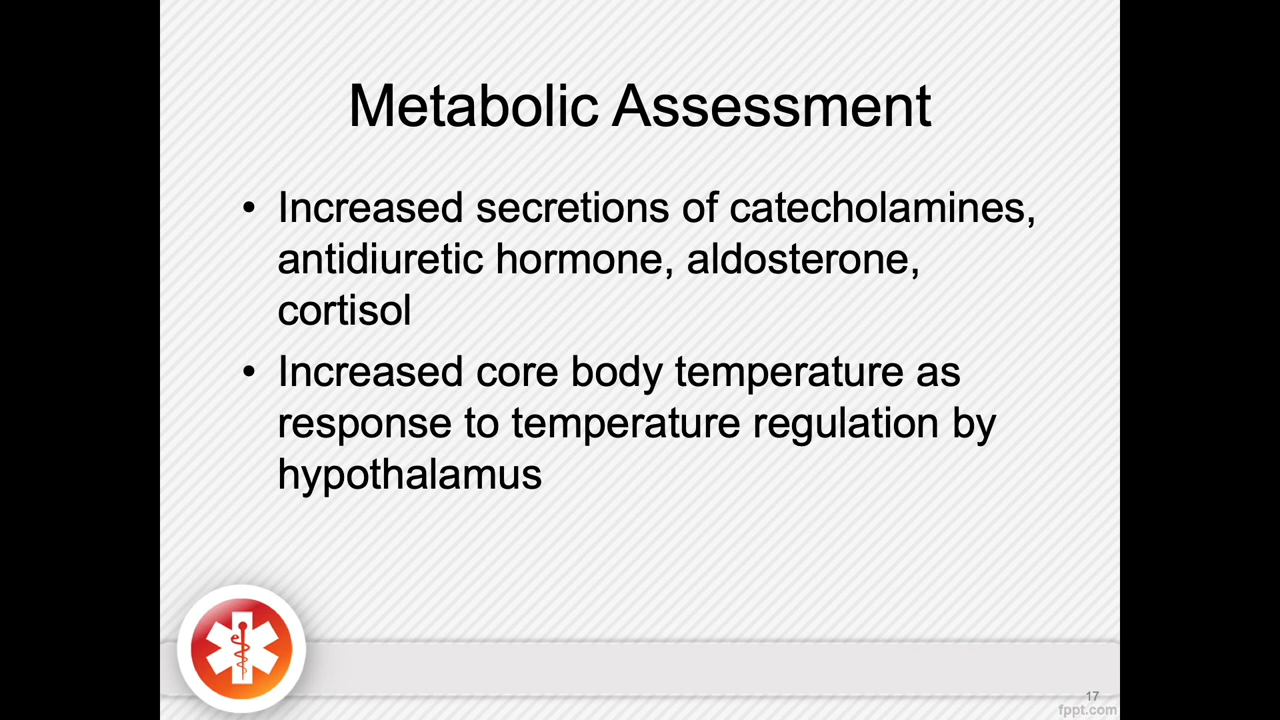 Metabolic Assessment
• Increased secretions of catecholamines,
antidiuretic hormone, aldosterone,
cortisol
• Increased core body temperature as
response to temperature regulation by
hypothalamus
17
fppt.com